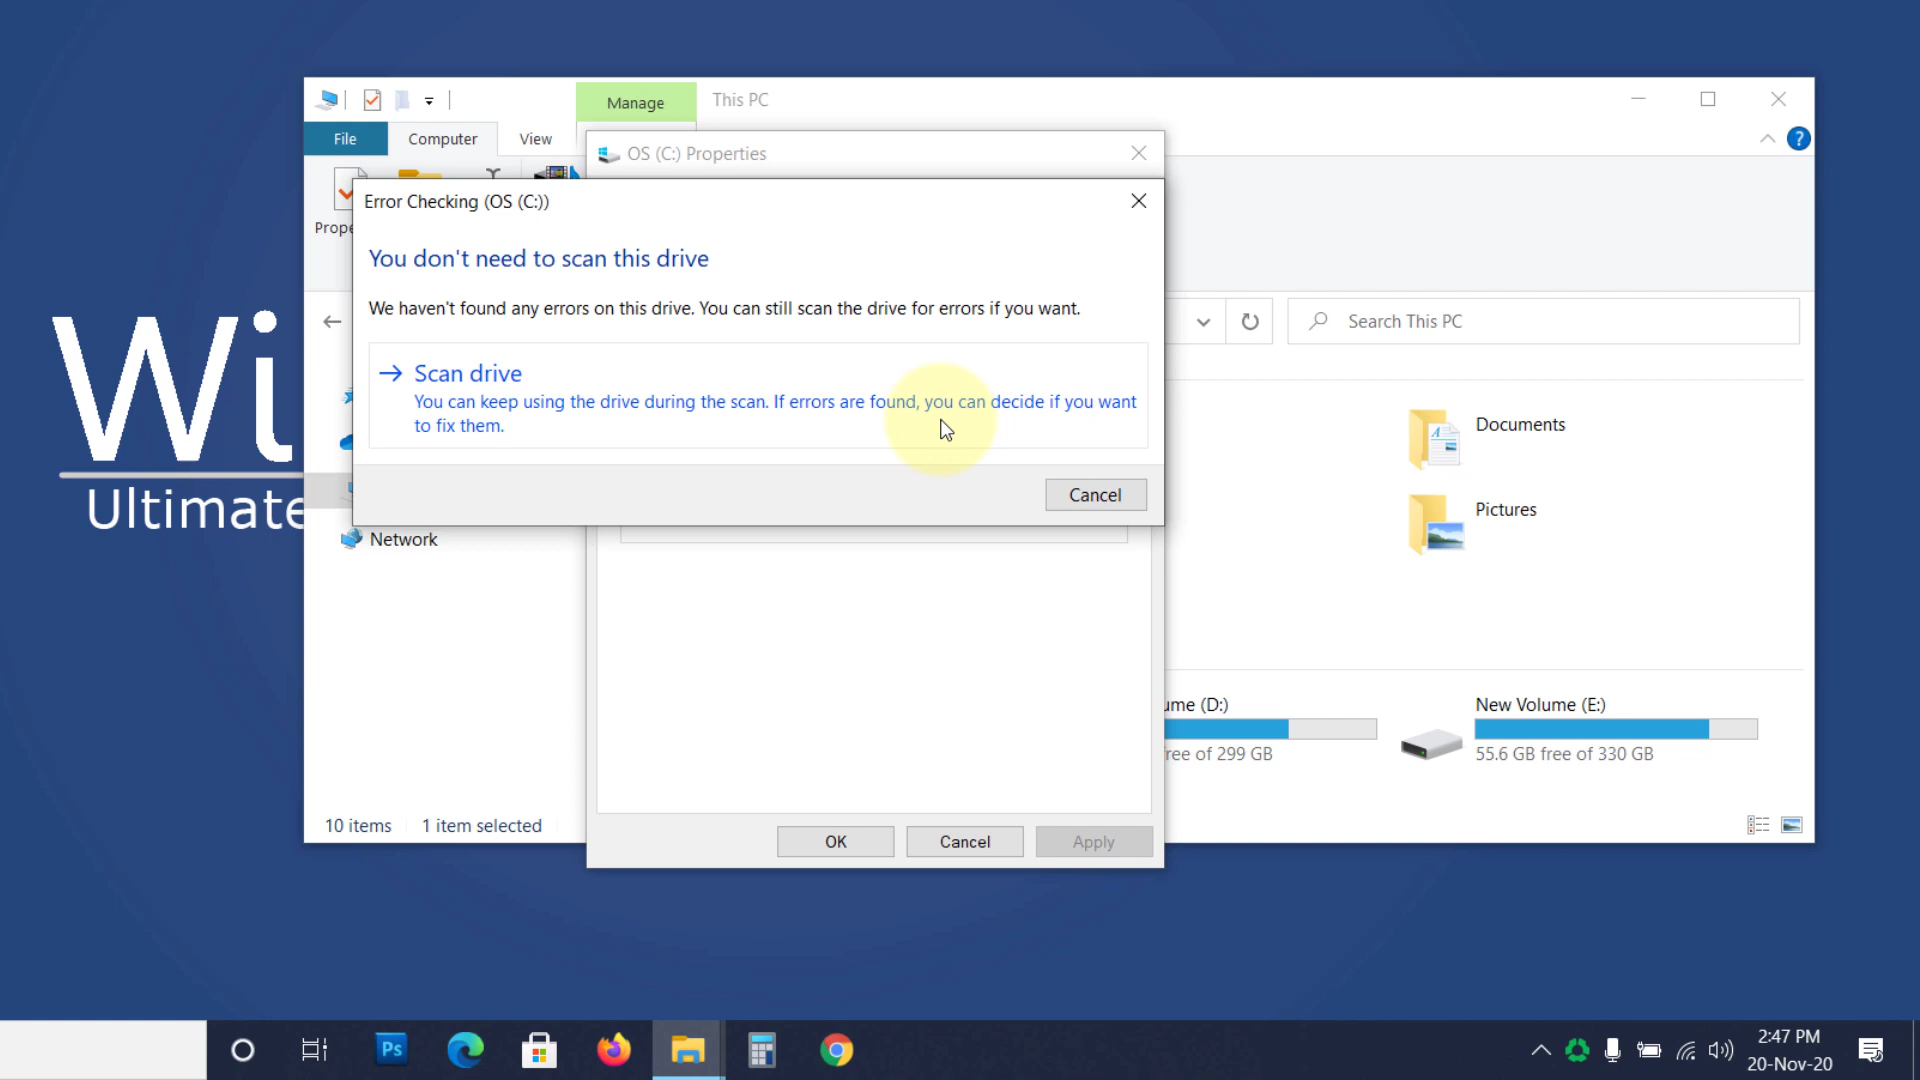 Manage
This PC
File
Computer
View
OS (C:) Properties
Error Checking (OS (C:))
You don't need to scan this drive
We haven't found any errors on this drive. You can still scan the drive for errors if you want.
Scan drive
You can keep using the drive during the scan. If errors are found, you can decide if you want
to fix them.
Cancel
Search This PC
Documents
Pictures
Wi
Ultimate
Network
(D:)
free of 299 GB
New Volume (E:)
55.6 GB free of 330 GB
10 items
1 item selected
OK
Cancel
Apply
Ps
2:47 PM
20-Nov-20